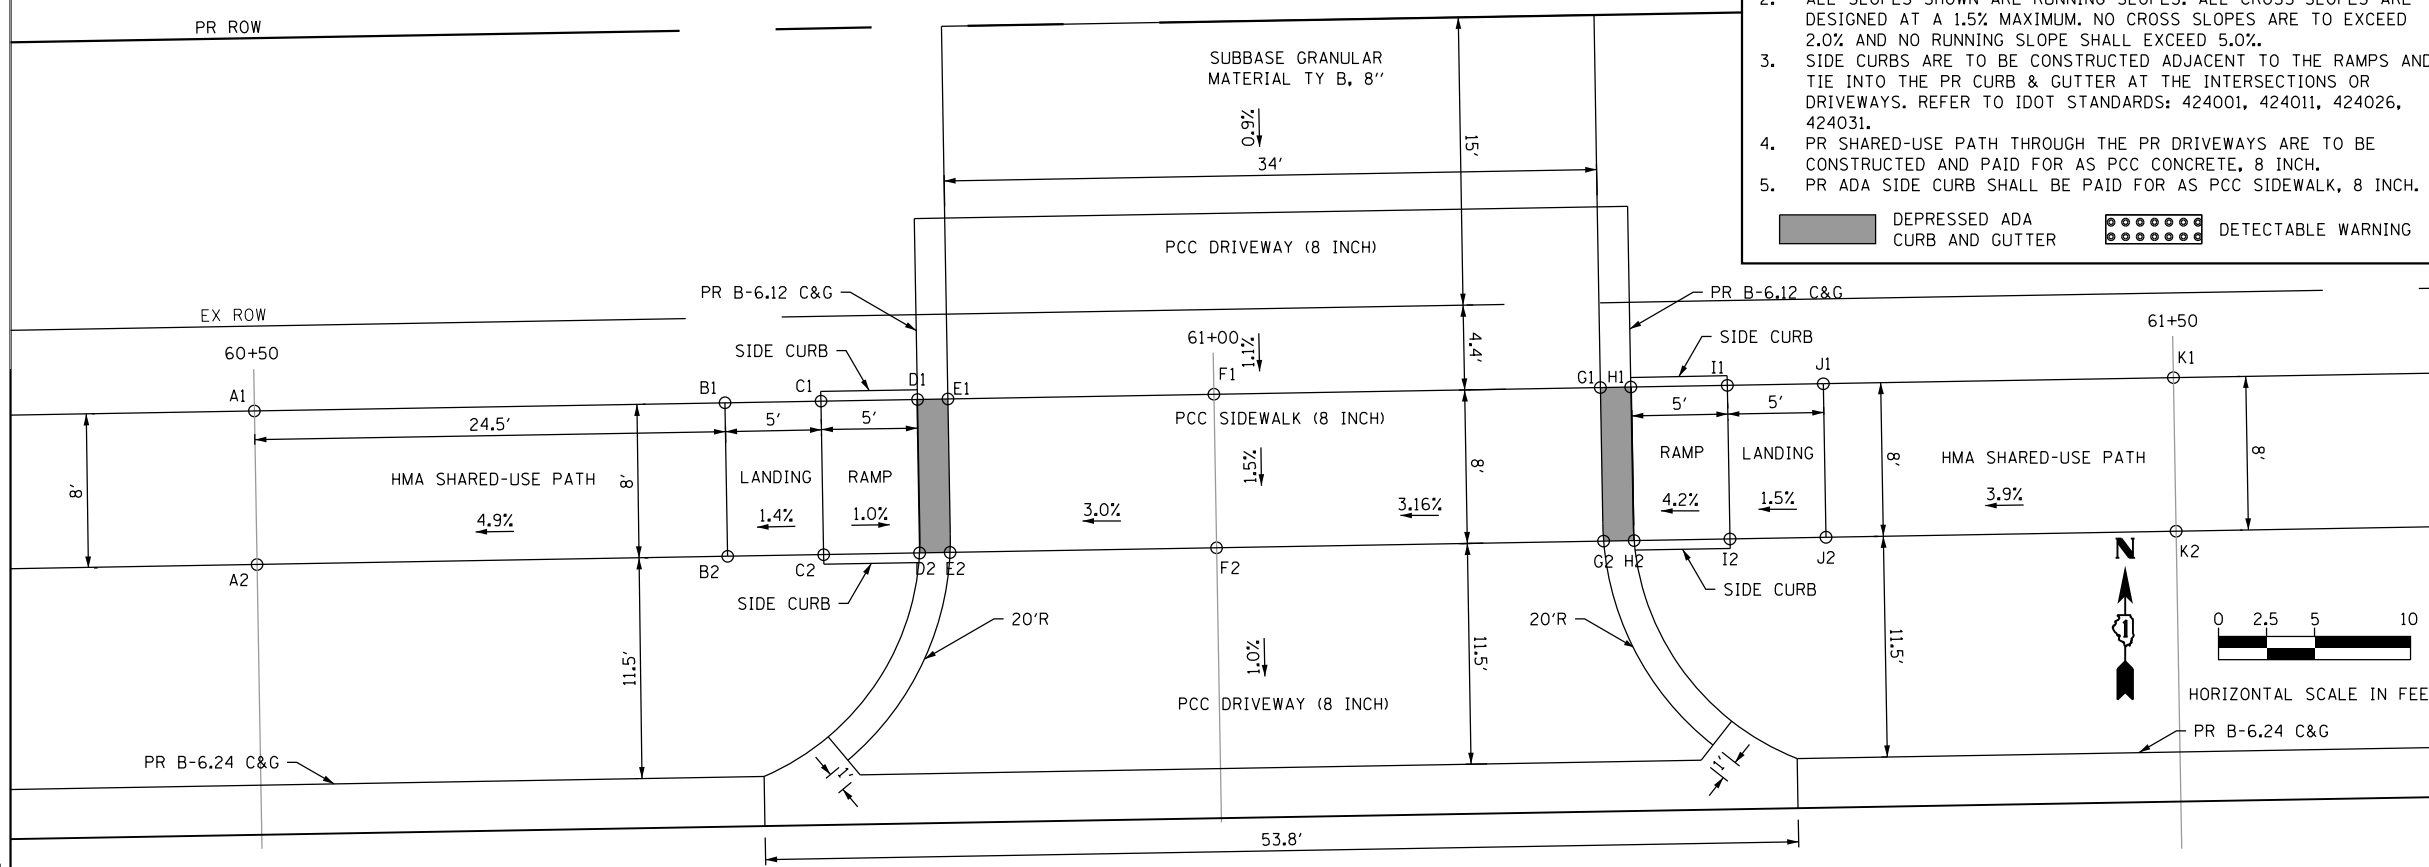 PR ROW
SUBBASE GRANULAR
MATERIAL TY B, 8''
0.9%
34'
15'
2. ALL SLOPES SHOWN ARE RUNNING SLOPES. ALL CROSS SLOPES ARE
DESIGNED AT A 1.5% MAXIMUM. NO CROSS SLOPES ARE TO EXCEED
2.0% AND NO RUNNING SLOPE SHALL EXCEED 5.0%.
3. SIDE CURBS ARE TO BE CONSTRUCTED ADJACENT TO THE RAMPS AND
TIE INTO THE PR CURB & GUTTER AT THE INTERSECTIONS OR
DRIVEWAYS. REFER TO IDOT STANDARDS: 424001, 424011, 424026,
424031.
4. PR SHARED-USE PATH THROUGH THE PR DRIVEWAYS ARE TO BE
CONSTRUCTED AND PAID FOR AS PCC CONCRETE, 8 INCH.
5. PR ADA SIDE CURB SHALL BE PAID FOR AS PCC SIDEWALK, 8 INCH.
DEPRESSED ADA
CURB AND GUTTER
DETECTABLE WARNING
PCC DRIVEWAY (8 INCH)
PR B-6.12 C&G
PR B-6.12 C&G
EX ROW
60+50
SIDE CURB
61+00
1.1%
4.4'
SIDE CURB
61+50
A1
B1
C1
D1
E1
F1
G1
H1
I1
J1
K1
24.5'
5'
5'
PCC SIDEWALK (8 INCH)
5'
5'
8'
HMA SHARED-USE PATH
8'
LANDING
RAMP
1.5%
8'
RAMP
LANDING
8'
HMA SHARED-USE PATH
8'
4.9%
1.4%
1.0%
3.0%
3.16%
4.2%
1.5%
3.9%
A2
B2
C2
D2
E2
F2
G2
H2
I2
J2
K2
N
SIDE CURB
SIDE CURB
20'R
20'R
11.5'
1.0%
11.5'
11.5'
0 2.5 5 10
HORIZONTAL SCALE IN FEE
PCC DRIVEWAY (8 INCH)
PR B-6.24 C&G
PR B-6.24 C&G
1'
1'
53.8'